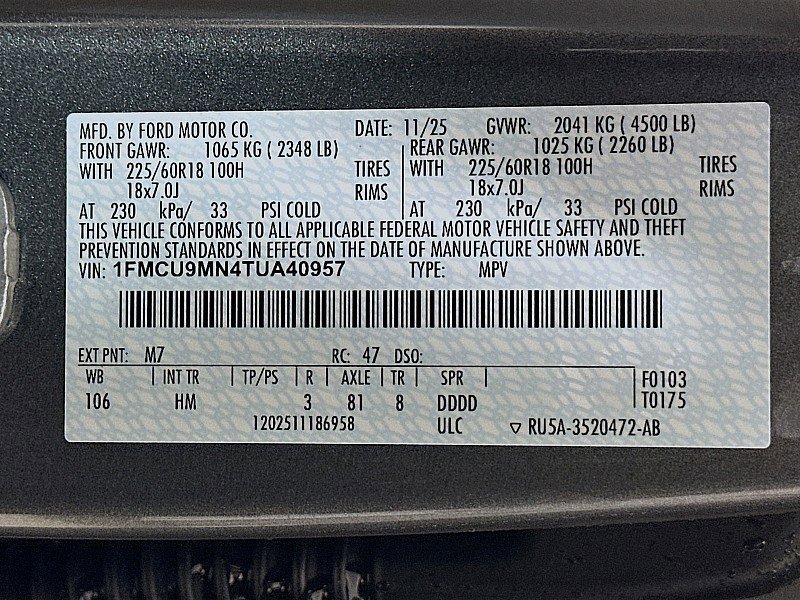 MFD. BY FORD MOTOR CO. DATE: 11/25 GVWR: 2041 KG ( 4500 LB)
FRONT GAWR: 1065 KG ( 2348 LB) REAR GAWR: 1025 KG ( 2260 LB)
WITH 225/60R18 100H TIRES WITH 225/60R18 100H TIRES
18x7.0J RIMS 18x7.0J RIMS
AT 230 kPa/ 33 PSI COLD AT 230 kPa/ 33 PSI COLD
THIS VEHICLE CONFORMS TO ALL APPLICABLE FEDERAL MOTOR VEHICLE SAFETY AND THEFT
PREVENTION STANDARDS IN EFFECT ON THE DATE OF MANUFACTURE SHOWN ABOVE.
VIN: 1FMCU9MN4TUA40957 TYPE: MPV
EXT PNT: M7 RC: 47 DSO:
WB INT TR TP/PS R AXLE TR SPR F0103
106 HM 3 81 8 DDDD T0175
1202511186958 ULC ▽ RU5A-3520472-AB